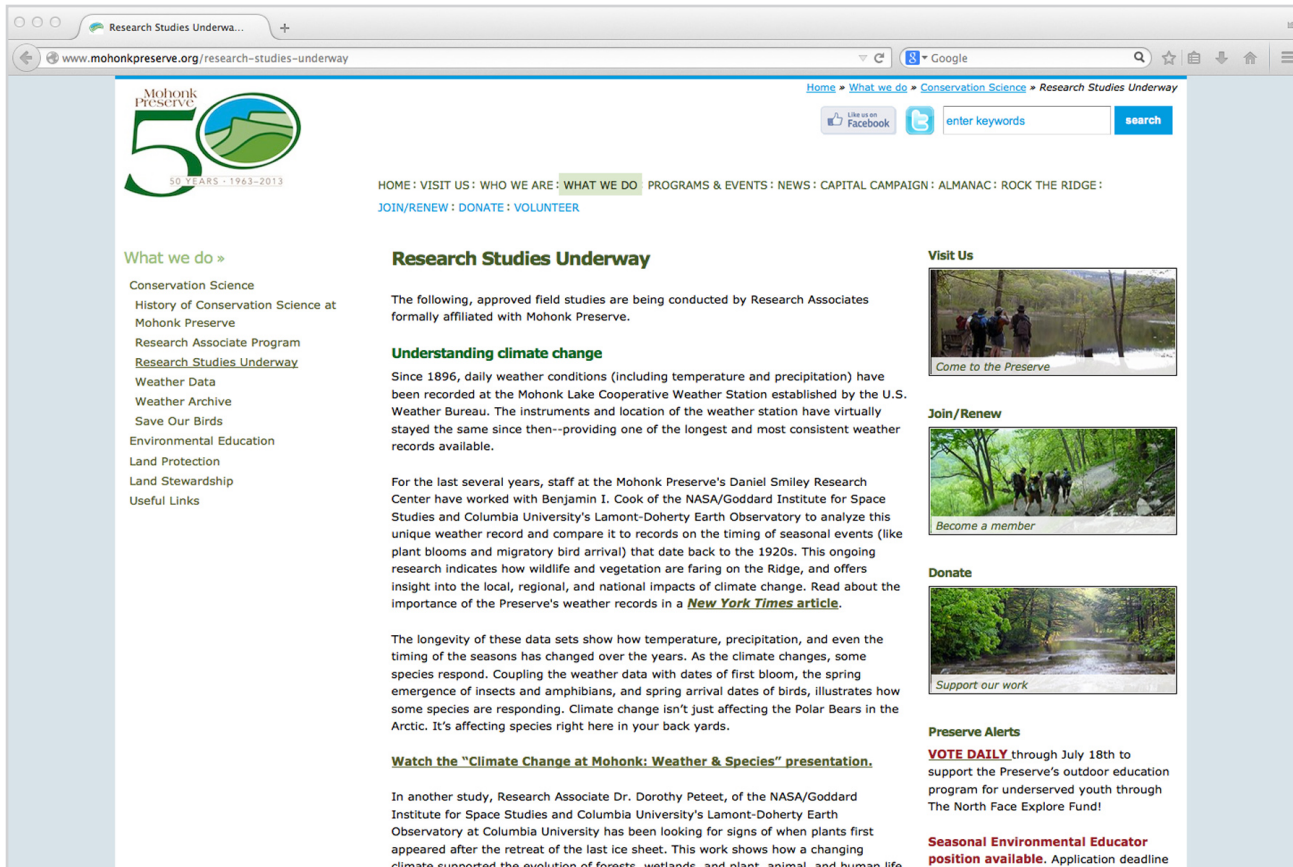 Research Studies Underwa...
www.mohonkpreserve.org/research-studies-underway
Google
Home » What we do » Conservation Science » Research Studies Underway
Mohonk
Preserve
50
50 YEARS · 1963-2013
Like us on
Facebook
enter keywords
search
HOME : VISIT US : WHO WE ARE : WHAT WE DO PROGRAMS & EVENTS : NEWS : CAPITAL CAMPAIGN : ALMANAC : ROCK THE RIDGE :
JOIN/RENEW : DONATE : VOLUNTEER
What we do »
Conservation Science
History of Conservation Science at
Mohonk Preserve
Research Associate Program
Research Studies Underway
Weather Data
Weather Archive
Save Our Birds
Environmental Education
Land Protection
Land Stewardship
Useful Links
Research Studies Underway
The following, approved field studies are being conducted by Research Associates
formally affiliated with Mohonk Preserve.
Understanding climate change
Since 1896, daily weather conditions (including temperature and precipitation) have
been recorded at the Mohonk Lake Cooperative Weather Station established by the U.S.
Weather Bureau. The instruments and location of the weather station have virtually
stayed the same since then--providing one of the longest and most consistent weather
records available.
For the last several years, staff at the Mohonk Preserve's Daniel Smiley Research
Center have worked with Benjamin I. Cook of the NASA/Goddard Institute for Space
Studies and Columbia University's Lamont-Doherty Earth Observatory to analyze this
unique weather record and compare it to records on the timing of seasonal events (like
plant blooms and migratory bird arrival) that date back to the 1920s. This ongoing
research indicates how wildlife and vegetation are faring on the Ridge, and offers
insight into the local, regional, and national impacts of climate change. Read about the
importance of the Preserve's weather records in a New York Times article.
The longevity of these data sets show how temperature, precipitation, and even the
timing of the seasons has changed over the years. As the climate changes, some
species respond. Coupling the weather data with dates of first bloom, the spring
emergence of insects and amphibians, and spring arrival dates of birds, illustrates how
some species are responding. Climate change isn't just affecting the Polar Bears in the
Arctic. It's affecting species right here in your back yards.
Watch the "Climate Change at Mohonk: Weather & Species" presentation.
In another study, Research Associate Dr. Dorothy Peteet, of the NASA/Goddard
Institute for Space Studies and Columbia University's Lamont-Doherty Earth
Observatory at Columbia University has been looking for signs of when plants first
appeared after the retreat of the last ice sheet. This work shows how a changing
climate supported the evolution of forests, wetlands, and plant, animal, and human life
Visit Us
Come to the Preserve
Join/Renew
Become a member
Donate
Support our work
Preserve Alerts
VOTE DAILY through July 18th to
support the Preserve's outdoor education
program for underserved youth through
The North Face Explore Fund!
Seasonal Environmental Educator
position available. Application deadline